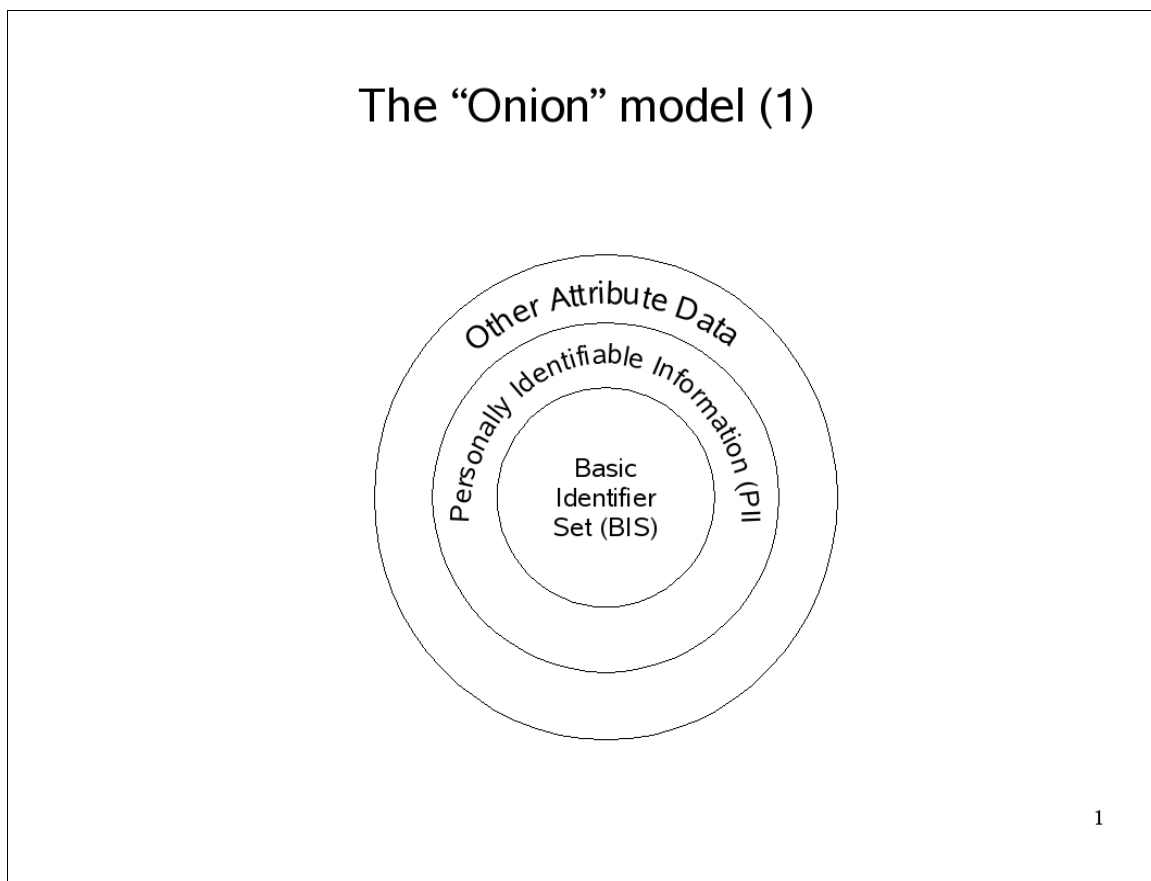 The “Onion” model (1)
Other Attribute Data
Personally Identifiable Information (PII
Basic
Identifier
Set (BIS)
1